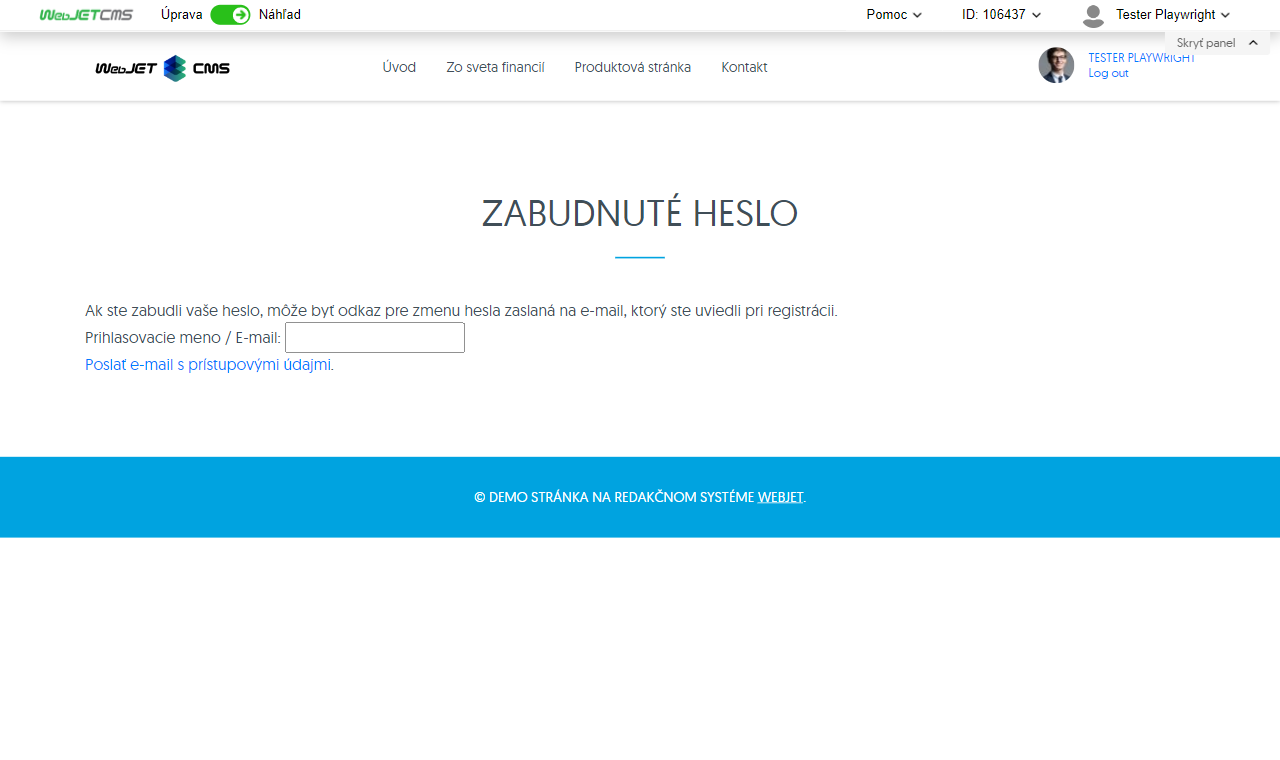 WebJETCMS Úprava Náhľad Pomoc ID: 106437 Tester Playwright
Skryť panel
WebJET CMS Úvod Zo sveta financií Produktová stránka Kontakt TESTER PLAYWRIGHT
Log out
ZABUDNUTÉ HESLO
Ak ste zabudli vaše heslo, môže byť odkaz pre zmenu hesla zaslaná na e-mail, ktorý ste uviedli pri registrácii.
Prihlasovacie meno / E-mail:
Poslať e-mail s prístupovými údajmi.
© DEMO STRÁNKA NA REDAKČNOM SYSTÉME WEBJET.